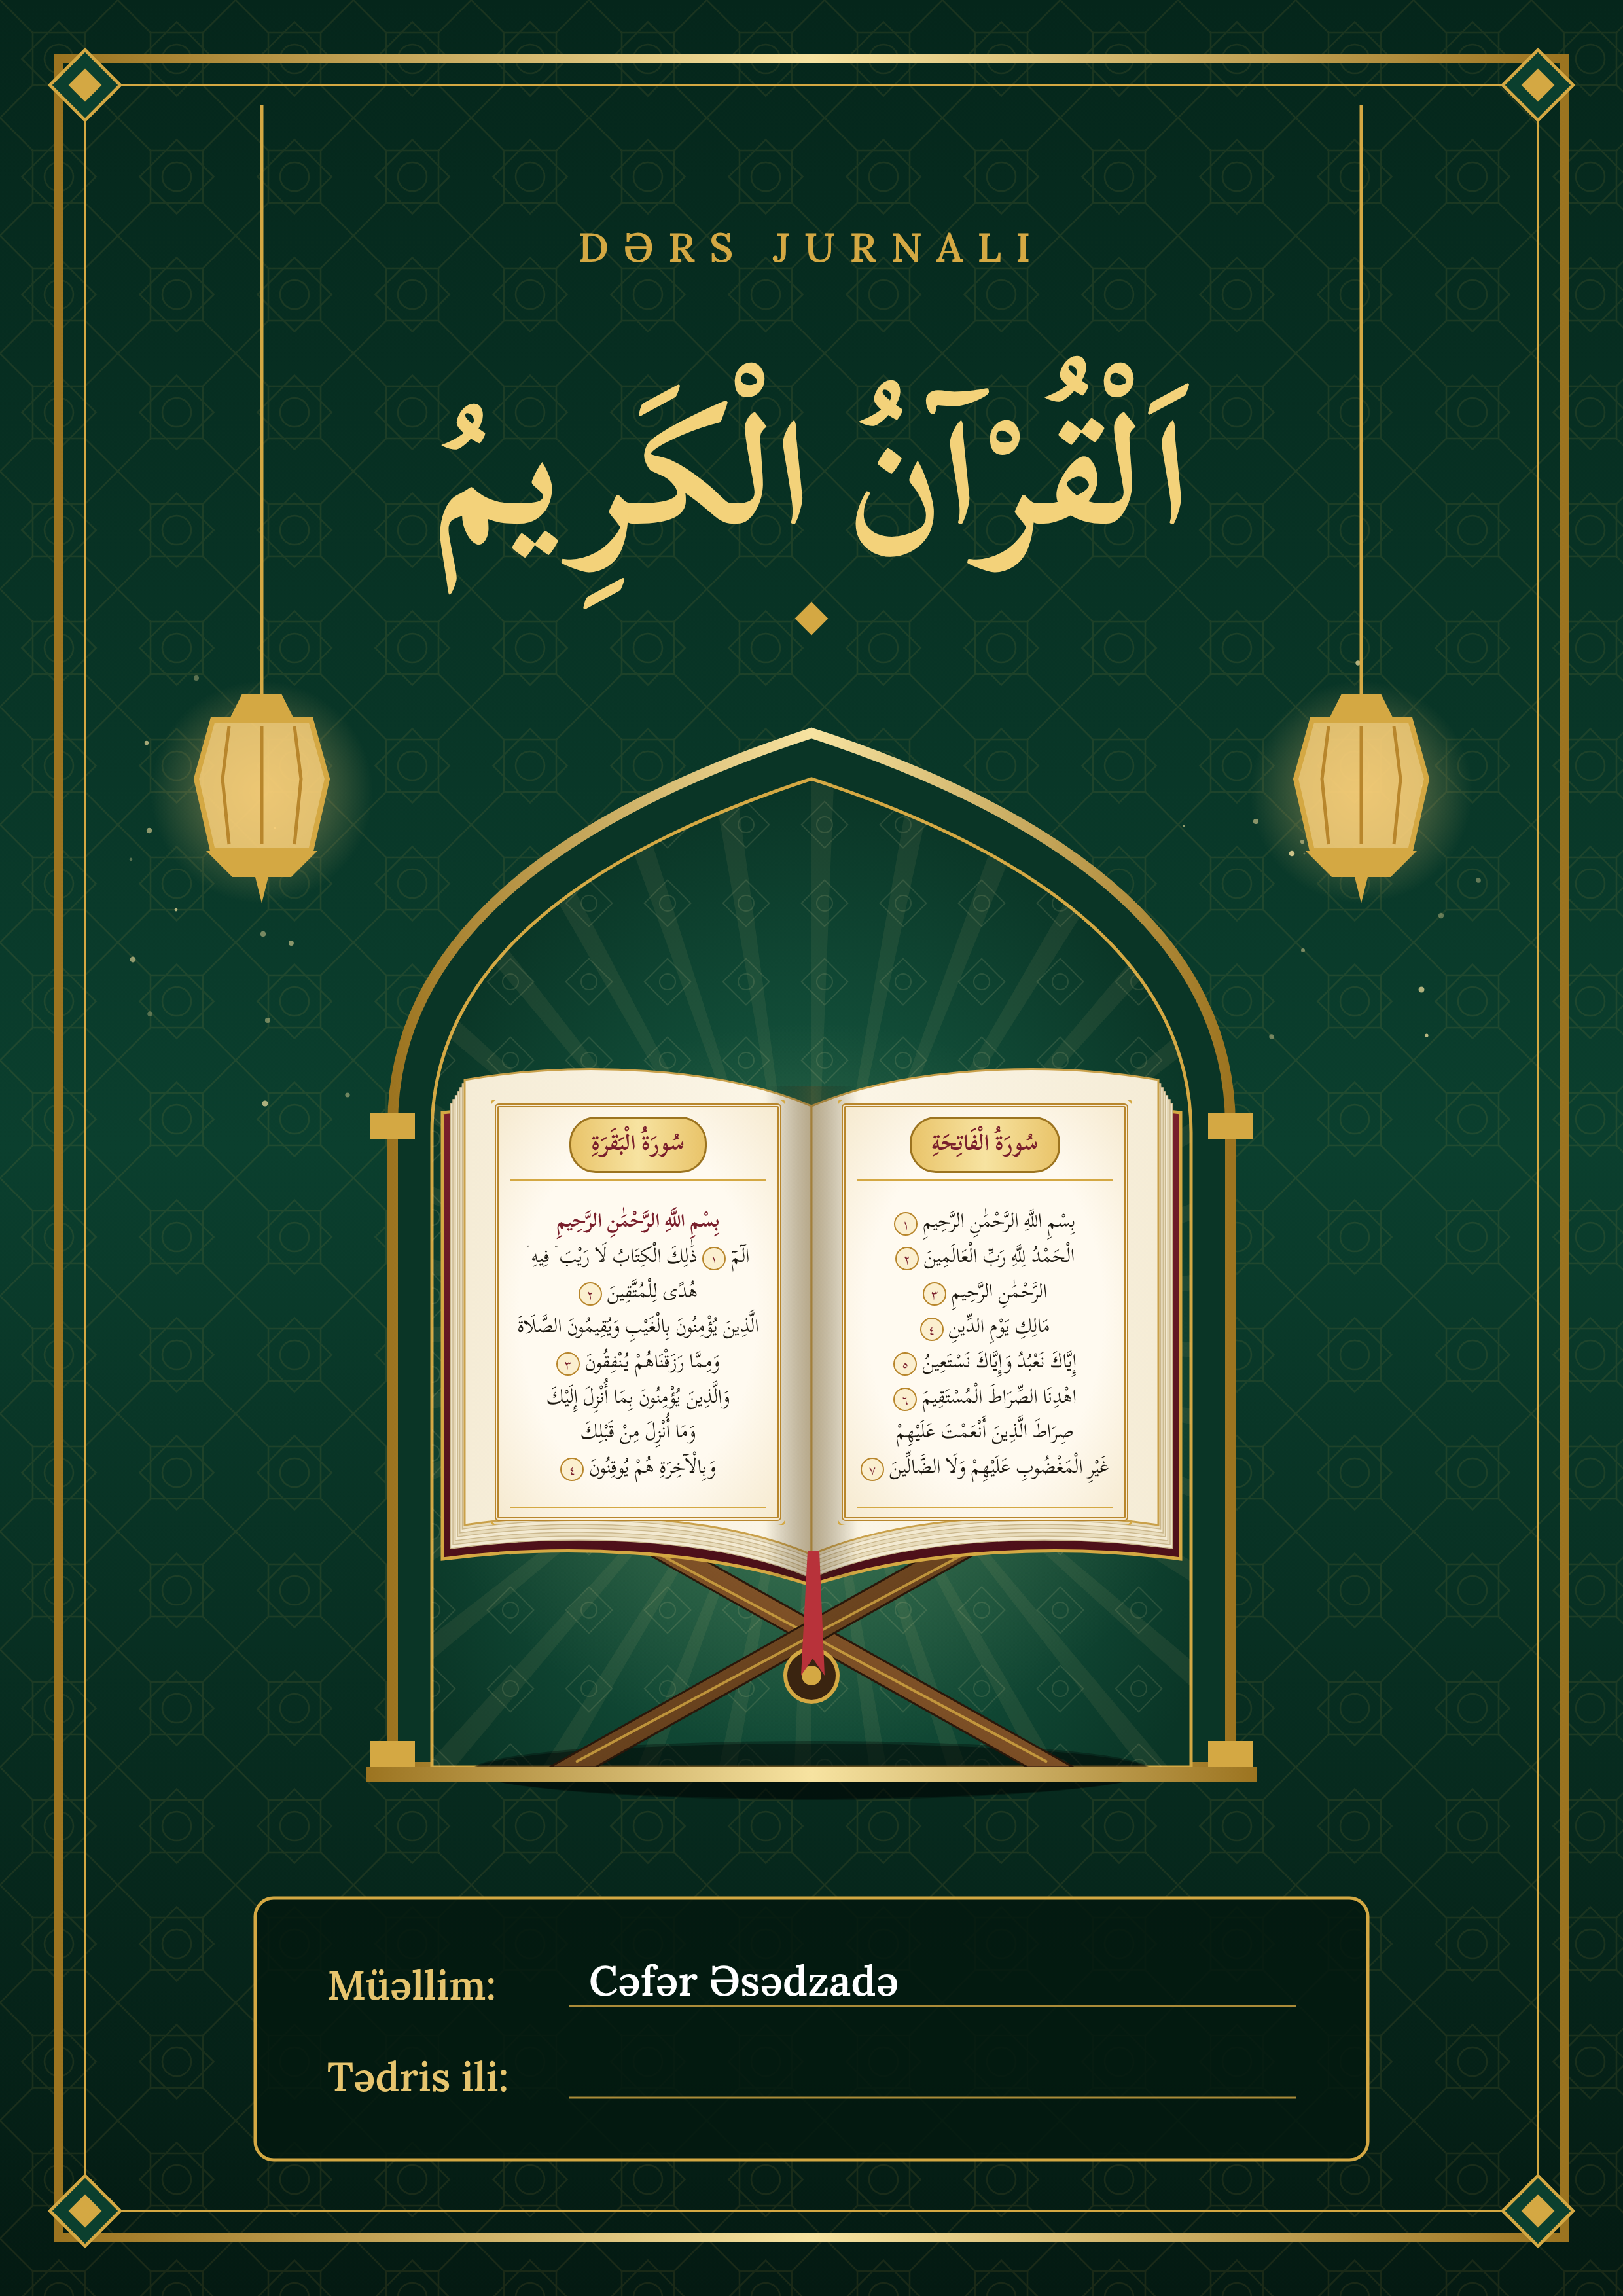 DƏRS JURNALI
اَلْقُرْآنُ الْكَرِيمُ
سُورَةُ الْفَاتِحَةِ
بِسْمِ اللَّهِ الرَّحْمَٰنِ الرَّحِيمِ ١
الْحَمْدُ لِلَّهِ رَبِّ الْعَالَمِينَ ٢
الرَّحْمَٰنِ الرَّحِيمِ ٣
مَالِكِ يَوْمِ الدِّينِ ٤
إِيَّاكَ نَعْبُدُ وَإِيَّاكَ نَسْتَعِينُ ٥
اهْدِنَا الصِّرَاطَ الْمُسْتَقِيمَ ٦
صِرَاطَ الَّذِينَ أَنْعَمْتَ عَلَيْهِمْ
غَيْرِ الْمَغْضُوبِ عَلَيْهِمْ وَلَا الضَّالِّينَ ٧
سُورَةُ الْبَقَرَةِ
بِسْمِ اللَّهِ الرَّحْمَٰنِ الرَّحِيمِ
الٓمٓ ١ ذَٰلِكَ الْكِتَابُ لَا رَيْبَ ۛ فِيهِ ۛ
هُدًى لِلْمُتَّقِينَ ٢
الَّذِينَ يُؤْمِنُونَ بِالْغَيْبِ وَيُقِيمُونَ الصَّلَاةَ
وَمِمَّا رَزَقْنَاهُمْ يُنْفِقُونَ ٣
وَالَّذِينَ يُؤْمِنُونَ بِمَا أُنْزِلَ إِلَيْكَ
وَمَا أُنْزِلَ مِنْ قَبْلِكَ
وَبِالْآخِرَةِ هُمْ يُوقِنُونَ ٤
Müəllim: Cəfər Əsədzadə
Tədris ili: